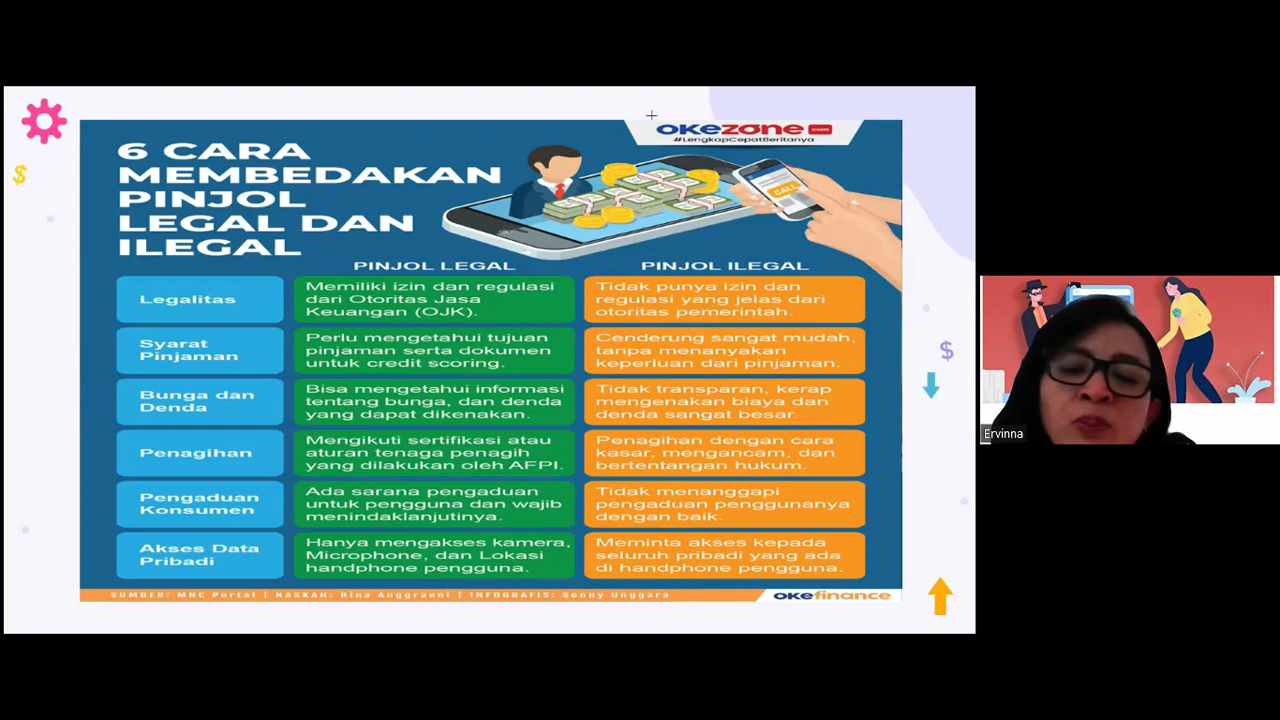 OKEZONE.com
#LengkapCepatBeritanya
6 CARA
MEMBEDAKAN
PINJOL
LEGAL DAN
ILEGAL
CALL
PINJOL LEGAL
PINJOL ILEGAL
Legalitas
Memiliki izin dan regulasi
dari Otoritas Jasa
Keuangan (OJK).
Tidak punya izin dan
regulasi yang jelas dari
otoritas pemerintah.
Syarat
Pinjaman
Perlu mengetahui tujuan
pinjaman serta dokumen
untuk credit scoring.
Cenderung sangat mudah,
tanpa menanyakan
keperluan dari pinjaman.
Bunga dan
Denda
Bisa mengetahui informasi
tentang bunga, dan denda
yang dapat dikenakan.
Tidak transparan, kerap
mengenakan biaya dan
denda sangat besar.
Penagihan
Mengikuti sertifikasi atau
aturan tenaga penagih
yang dilakukan oleh AFPI.
Penagihan dengan cara
kasar, mengancam, dan
bertentangan hukum.
Pengaduan
Konsumen
Ada sarana pengaduan
untuk pengguna dan wajib
menindaklanjutinya.
Tidak menanggapi
pengaduan penggunanya
dengan baik.
Akses Data
Pribadi
Hanya mengakses kamera,
Microphone, dan Lokasi
handphone pengguna.
Meminta akses kepada
seluruh pribadi yang ada
di handphone pengguna.
SUMBER: MNC Portal | NASKAH: Rina Anggraeni | INFOGRAFIS: Sonny Unggara
OKEfinance
Ervinna